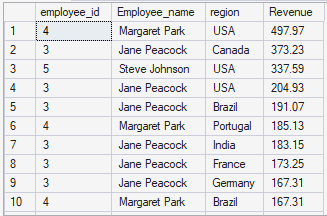 employee_id Employee_name region Revenue
1 4 Margaret Park USA 497.97
2 3 Jane Peacock Canada 373.23
3 5 Steve Johnson USA 337.59
4 3 Jane Peacock USA 204.93
5 3 Jane Peacock Brazil 191.07
6 4 Margaret Park Portugal 185.13
7 3 Jane Peacock India 183.15
8 3 Jane Peacock France 173.25
9 3 Jane Peacock Germany 167.31
10 4 Margaret Park Brazil 167.31